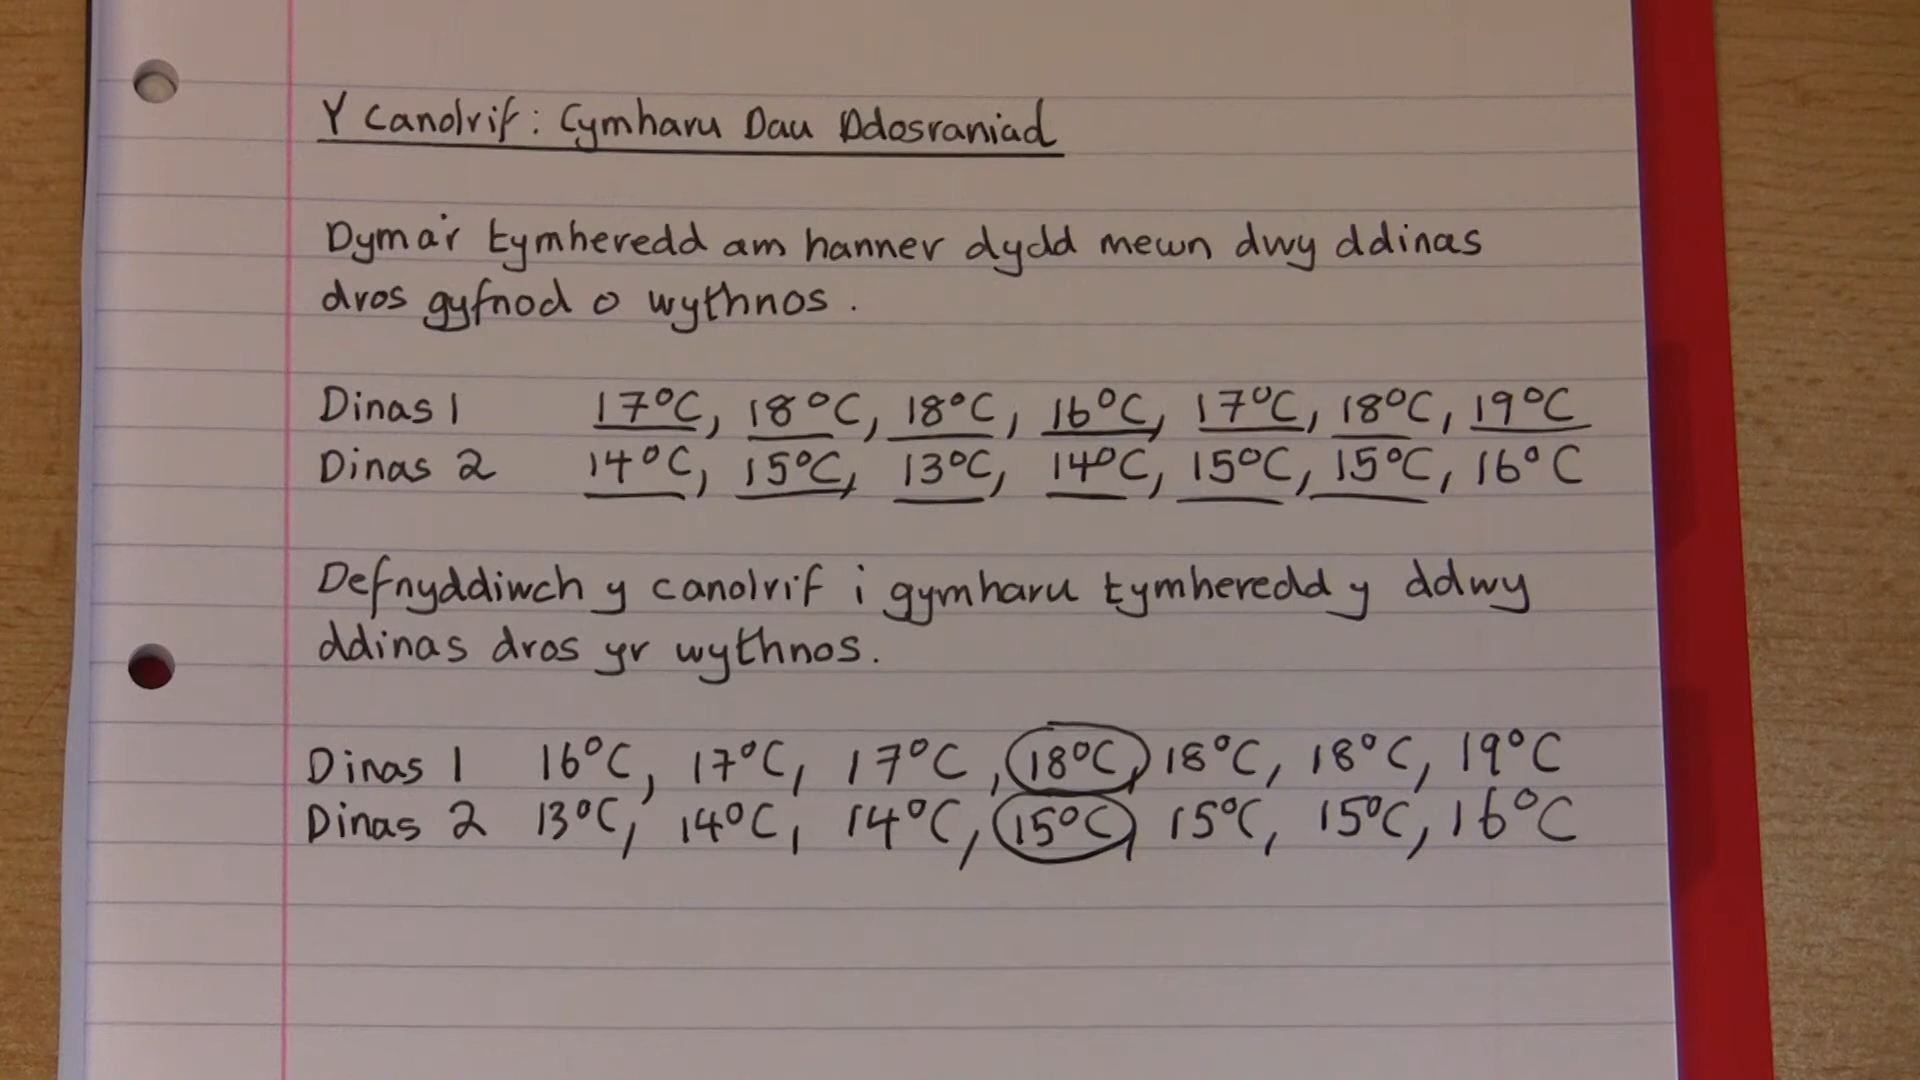 Y Canolrif: Cymharu Dau Ddosraniad
Dyma'r tymheredd am hanner dydd mewn dwy ddinas
dros gyfnod o wythnos.
Dinas 1 17°C, 18°C, 18°C, 16°C, 17°C, 18°C, 19°C
Dinas 2 14°C, 15°C, 13°C, 14°C, 15°C, 15°C, 16°C
Defnyddiwch y canolrif i gymharu tymheredd y ddwy
ddinas dros yr wythnos.
Dinas 1 16°C, 17°C, 17°C, 18°C, 18°C, 18°C, 19°C
Dinas 2 13°C, 14°C, 14°C, 15°C, 15°C, 15°C, 16°C